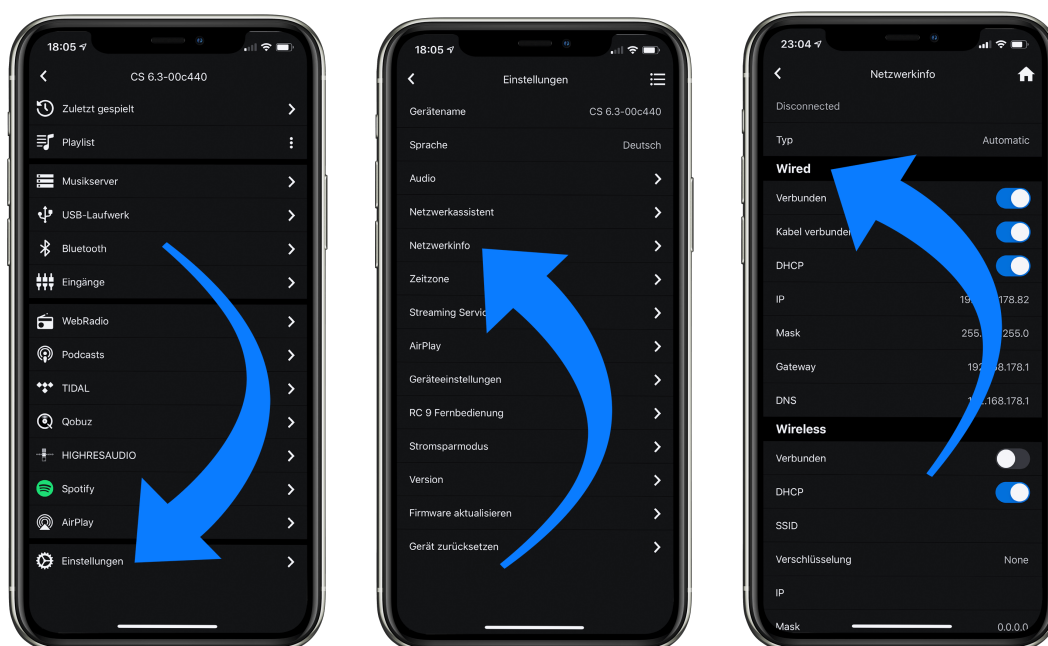 18:05
CS 6.3-00c440
Zuletzt gespielt
Playlist
Musikserver
USB-Laufwerk
Bluetooth
Eingänge
WebRadio
Podcasts
TIDAL
Qobuz
HIGHRESAUDIO
Spotify
AirPlay
Einstellungen
18:05
Einstellungen
Gerätename CS 6.3-00c440
Sprache Deutsch
Audio
Netzwerkassistent
Netzwerkinfo
Zeitzone
Streaming
AirPlay
Geräteeinstellungen
RC 9 Fernbedienung
Stromsparmodus
Version
Firmware aktualisieren
Gerät zurücksetzen
23:04
Netzwerkinfo
Disconnected
Typ Automatic
Wired
Verbunden
Kabel verbunden
DHCP
IP
Mask
Gateway
DNS
Wireless
Verbunden
DHCP
SSID
Verschlüsselung None
IP
Mask 0.0.0.0